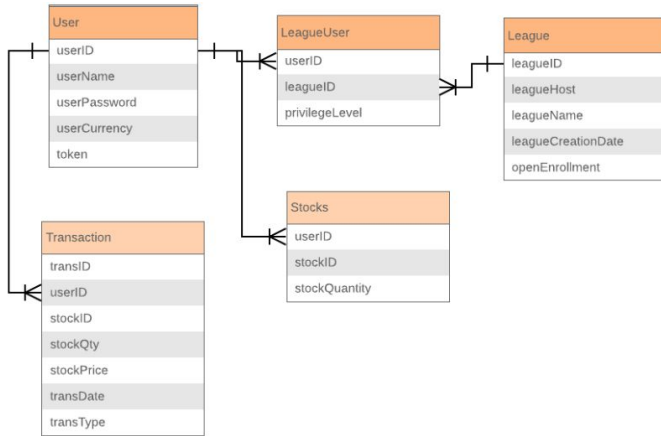 User
userID
userName
userPassword
userCurrency
token
LeagueUser
userID
leagueID
privilegeLevel
League
leagueID
leagueHost
leagueName
leagueCreationDate
openEnrollment
Stocks
userID
stockID
stockQuantity
Transaction
transID
userID
stockID
stockQty
stockPrice
transDate
transType